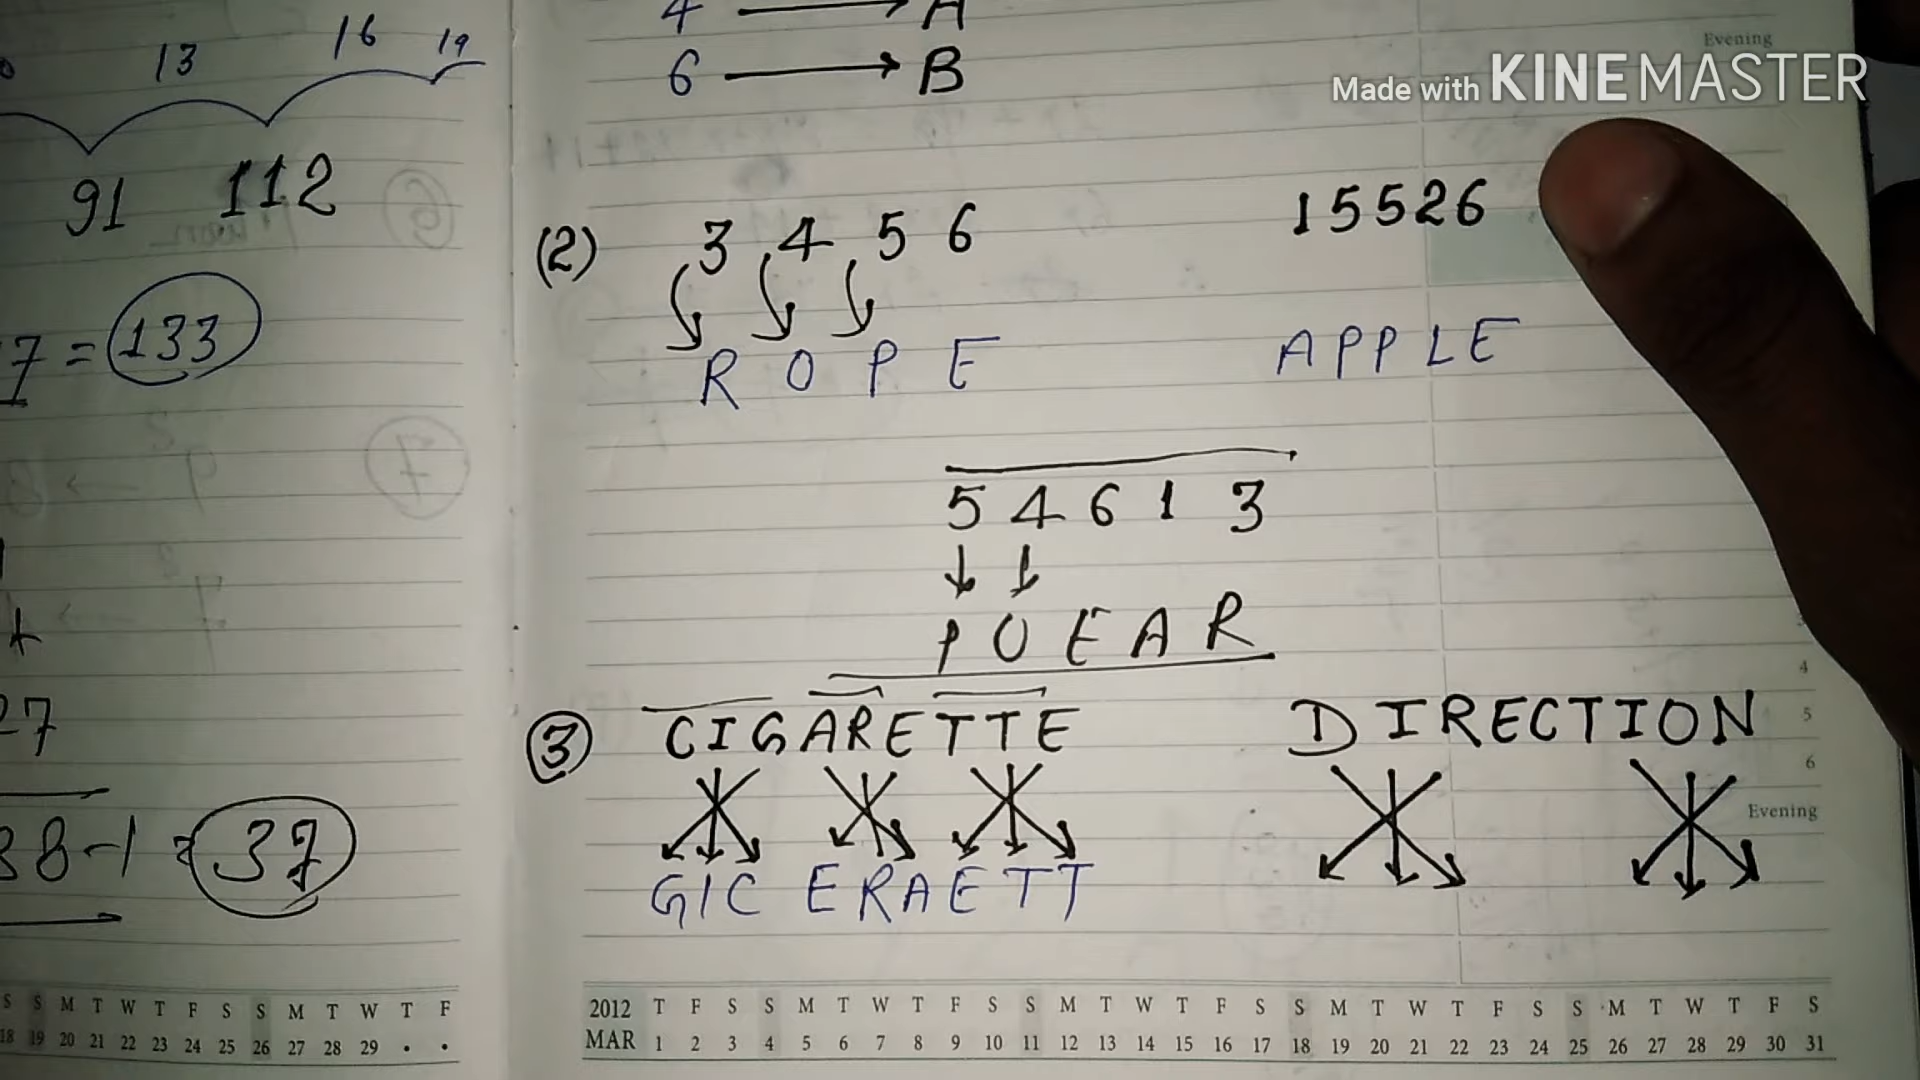 16
19
13
91 112
7 = 133
27
38-1 = 37
S S M T W T F S S M T W T F
18 19 20 21 22 23 24 25 26 27 28 29 . .
4 → A
6 → B
Evening
Made with KINEMASTER
(2) 3 4 5 6
15526
R O P E
APPLE
5 4 6 1 3
P O E A R
3 CIGARETTE
DIRECTION
GIC ERAETT
4
5
6
Evening
2012 T F S S M T W T F S S M T W T F S S M T W T F S S M T W T F S
MAR 1 2 3 4 5 6 7 8 9 10 11 12 13 14 15 16 17 18 19 20 21 22 23 24 25 26 27 28 29 30 31